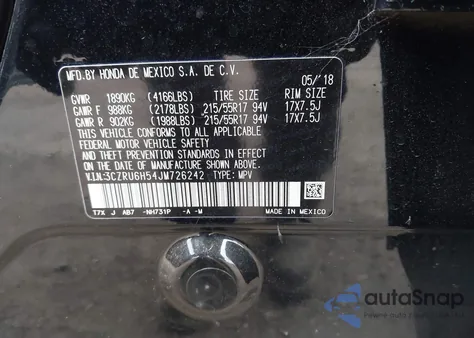 MFD.BY HONDA DE MEXICO S.A. DE C.V. 05/'18
GVWR 1890KG (4166LBS) TIRE SIZE RIM SIZE
GAWR F 988KG (2178LBS) 215/55R17 94V 17X7.5J
GAWR R 902KG (1988LBS) 215/55R17 94V 17X7.5J
THIS VEHICLE CONFORMS TO ALL APPLICABLE
FEDERAL MOTOR VEHICLE SAFETY
AND THEFT PREVENTION STANDARDS IN EFFECT
ON THE DATE OF MANUFACTURE SHOWN ABOVE.
V.I.N:3CZRU6H54JM726242 TYPE: MPV
T7X J AB7 -NH731P -A -M MADE IN MEXICO
autoSnap